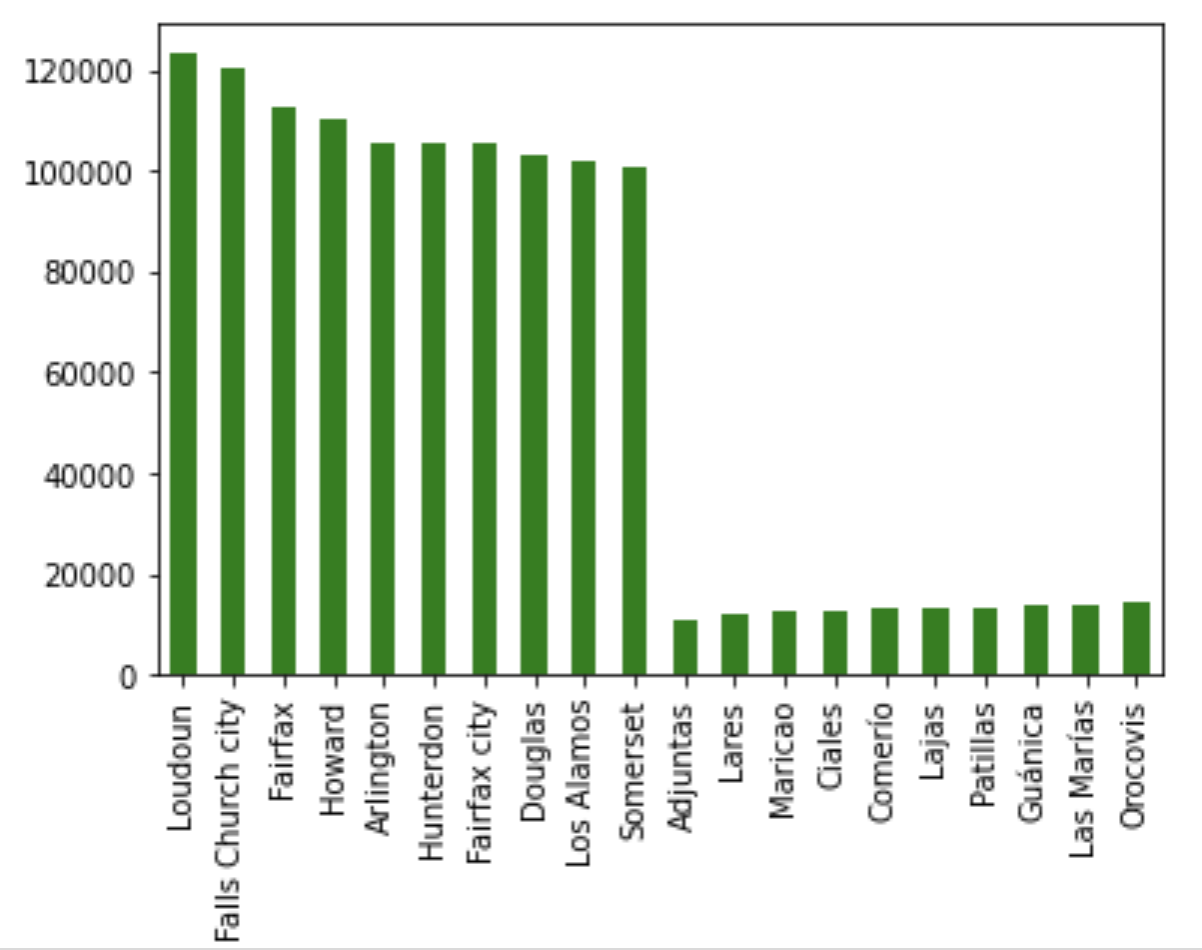 120000
100000
80000
60000
40000
20000
0
Loudoun
Falls Church city
Fairfax
Howard
Arlington
Hunterdon
Fairfax city
Douglas
Los Alamos
Somerset
Adjuntas
Lares
Maricao
Ciales
Comerío
Lajas
Patillas
Guánica
Las Marías
Orocovis